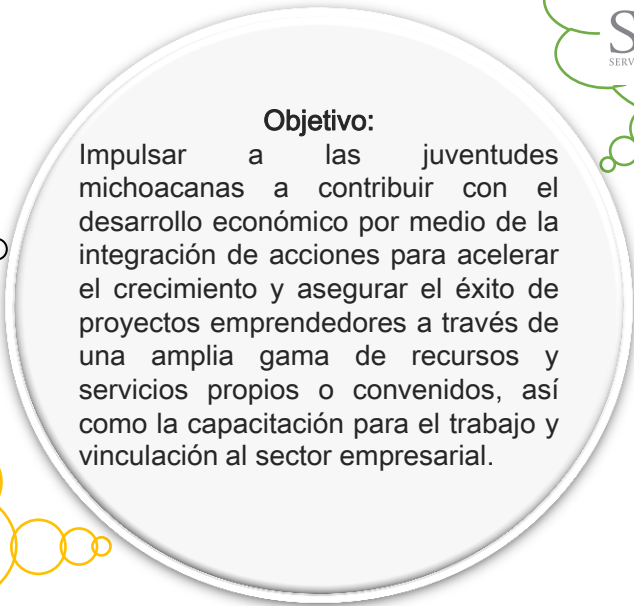 S
SERV
Objetivo:
Impulsar a las juventudes
michoacanas a contribuir con el
desarrollo económico por medio de la
integración de acciones para acelerar
el crecimiento y asegurar el éxito de
proyectos emprendedores a través de
una amplia gama de recursos y
servicios propios o convenidos, así
como la capacitación para el trabajo y
vinculación al sector empresarial.